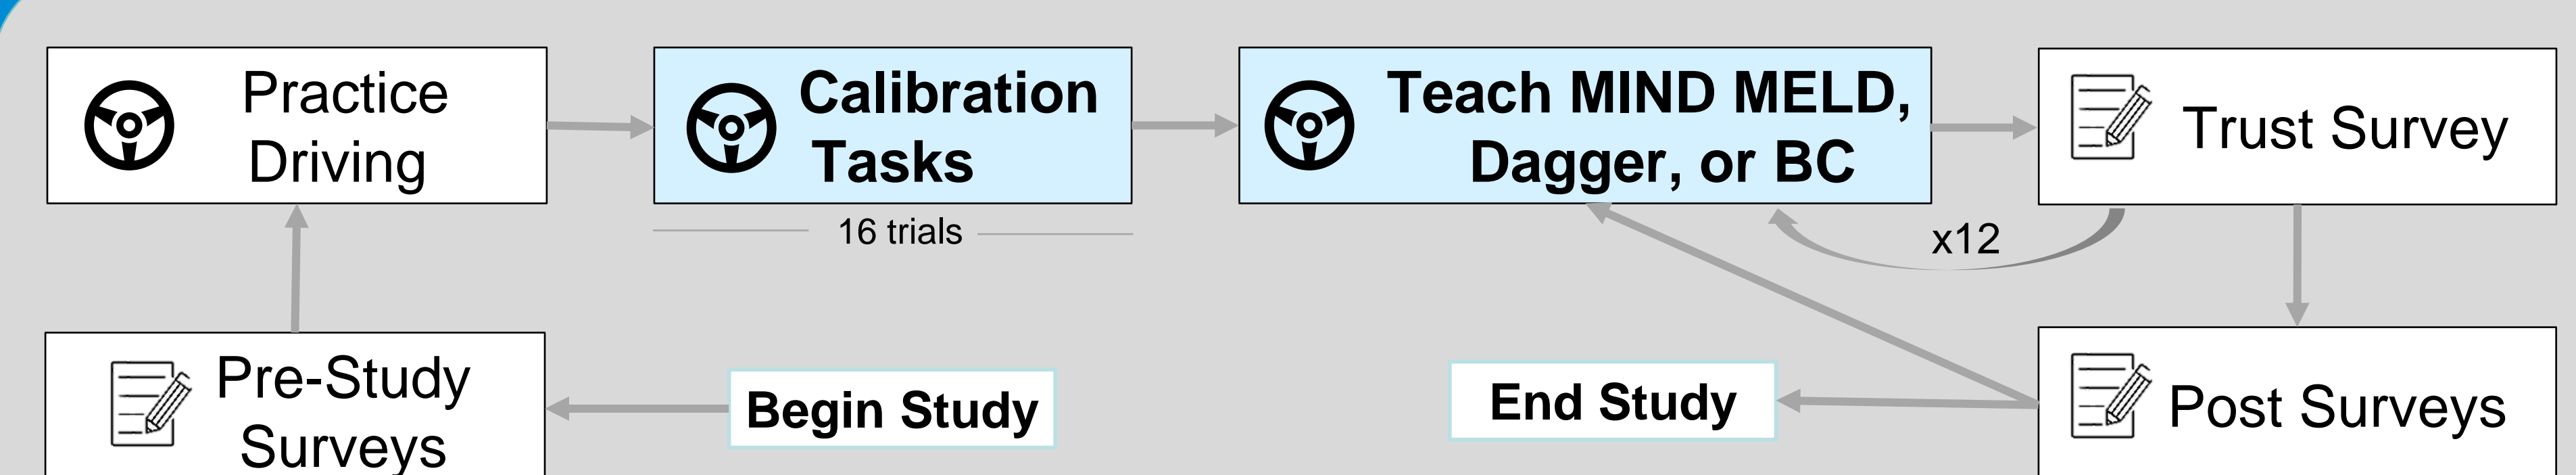 Practice
Driving
Calibration
Tasks
16 trials
Teach MIND MELD,
Dagger, or BC
Trust Survey
x12
Pre-Study
Surveys
Begin Study
End Study
Post Surveys